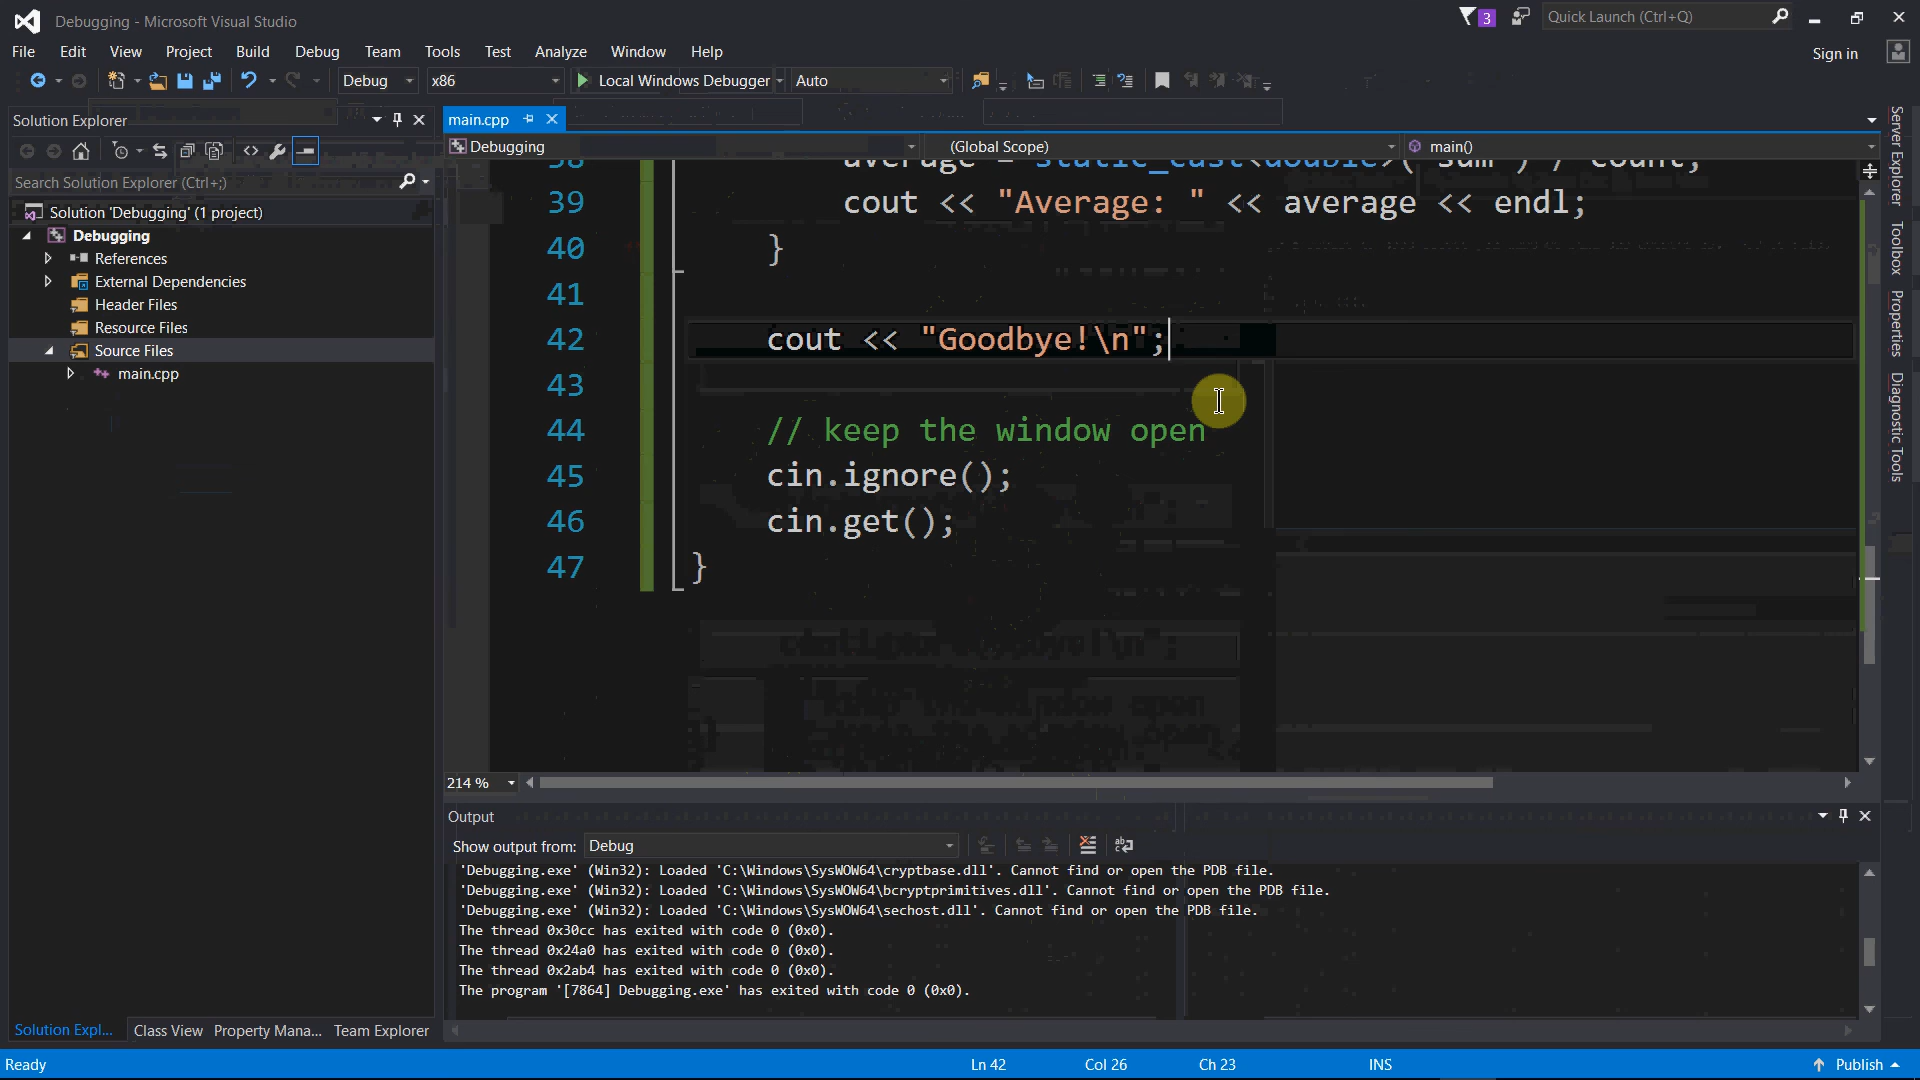 Debugging - Microsoft Visual Studio
3
Quick Launch (Ctrl+Q)
File Edit View Project Build Debug Team Tools Test Analyze Window Help
Sign in
Debug x86 Local Windows Debugger Auto
Solution Explorer
Search Solution Explorer (Ctrl+;)
Solution 'Debugging' (1 project)
Debugging
References
External Dependencies
Header Files
Resource Files
Source Files
main.cpp
Solution Expl... Class View Property Mana... Team Explorer
main.cpp
Debugging (Global Scope) main()
38 average = static_cast<double>( sum ) / count;
39 cout << "Average: " << average << endl;
40 }
41
42 cout << "Goodbye!\n";
43
44 // keep the window open
45 cin.ignore();
46 cin.get();
47 }
214 %
Output
Show output from: Debug
'Debugging.exe' (Win32): Loaded 'C:\Windows\SysWOW64\cryptbase.dll'. Cannot find or open the PDB file.
'Debugging.exe' (Win32): Loaded 'C:\Windows\SysWOW64\bcryptprimitives.dll'. Cannot find or open the PDB file.
'Debugging.exe' (Win32): Loaded 'C:\Windows\SysWOW64\sechost.dll'. Cannot find or open the PDB file.
The thread 0x30cc has exited with code 0 (0x0).
The thread 0x24a0 has exited with code 0 (0x0).
The thread 0x2ab4 has exited with code 0 (0x0).
The program '[7864] Debugging.exe' has exited with code 0 (0x0).
Server Explorer
Toolbox
Properties
Diagnostic Tools
Ready Ln 42 Col 26 Ch 23 INS Publish